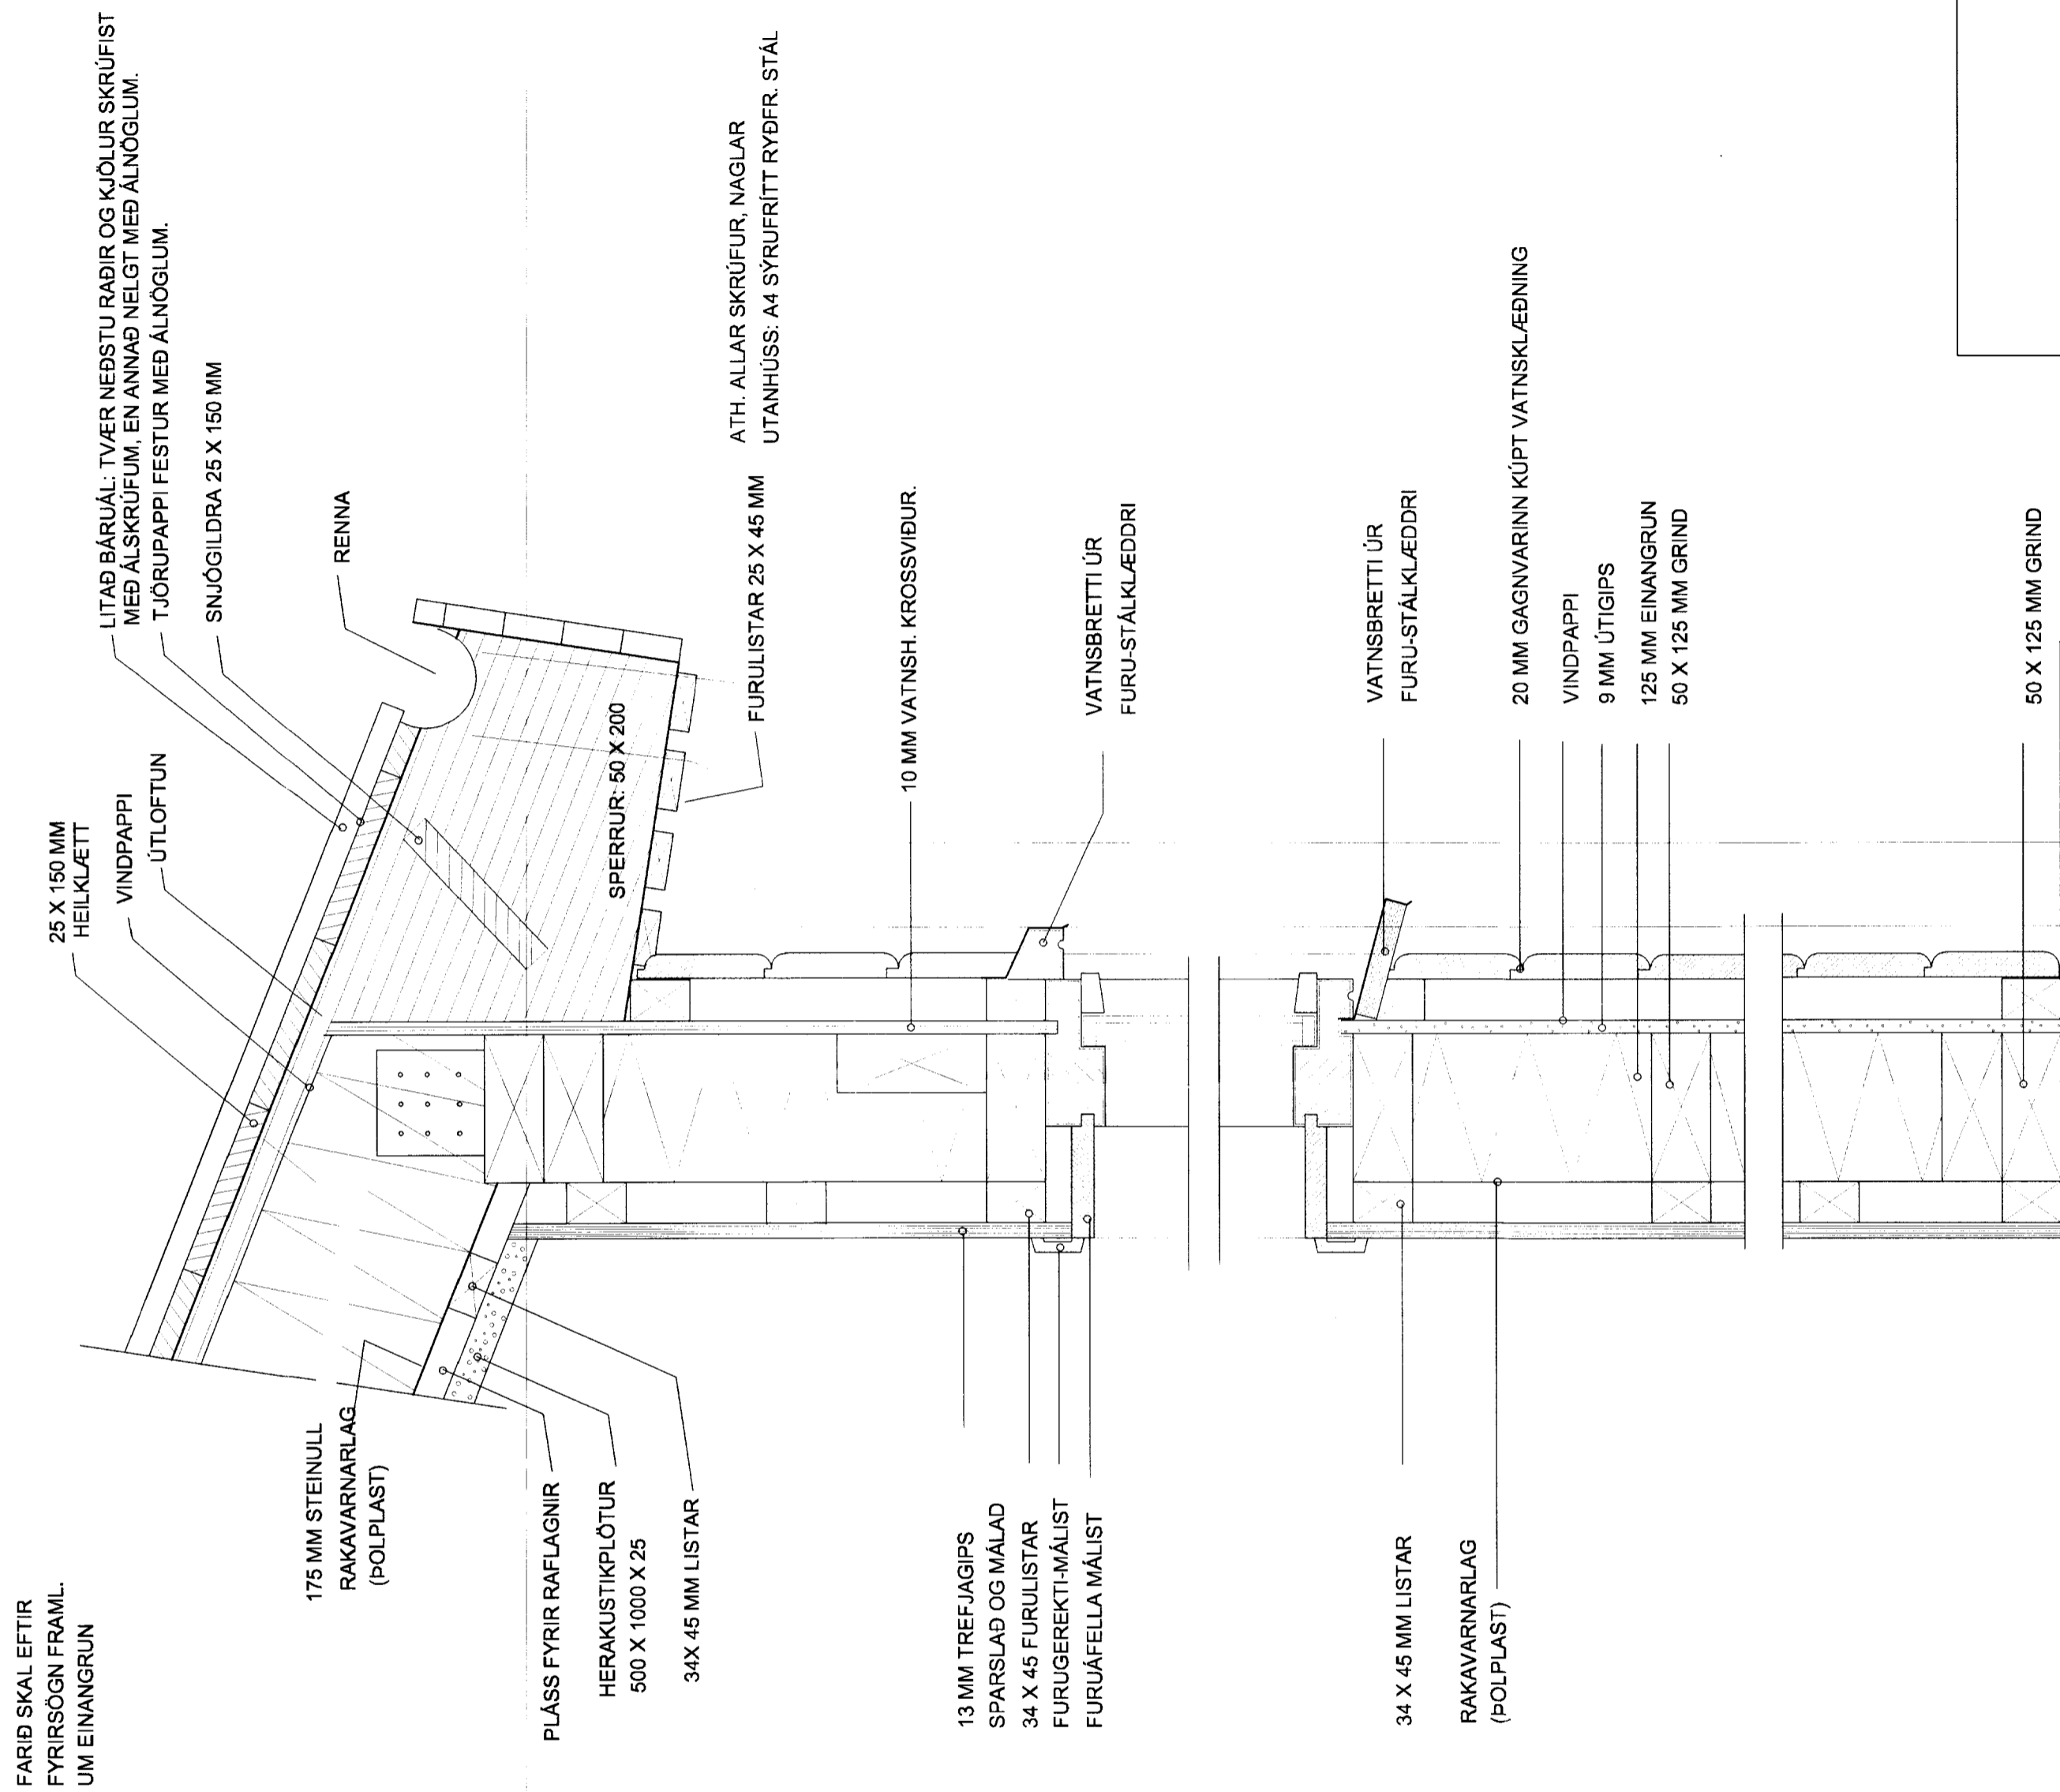 FARIÐ SKAL EFTIR
FYRIRSÖGN FRAML.
UM EINANGRUN
25 X 150 MM
HEILKLÆTT
VINDPAPPI
ÚTLOFTUN
LITAÐ BÁRUÁL: TVÆR NEÐSTU RAÐIR OG KJÖLUR SKRÚFIST
MEÐ ÁLSKRÚFUM, EN ANNAÐ NELGT MEÐ ÁLNÖGLUM.
TJÖRUPAPPI FESTUR MEÐ ÁLNÖGLUM.
SNJÓGILDRA 25 X 150 MM
RENNA
175 MM STEINULL
RAKAVARNARLAG
(ÞOLPLAST)
PLÁSS FYRIR RAFLAGNIR
HERAKUSTIKPLÖTUR
500 X 1000 X 25
34X 45 MM LISTAR
SPERRUR: 50 X 200
FURULISTAR 25 X 45 MM
ATH. ALLAR SKRÚFUR, NAGLAR
UTANHÚSS: A4 SÝRUFRÍTT RYÐFR. STÁL
10 MM VATNSH. KROSSVIÐUR.
13 MM TREFJAGIPS
SPARSLAÐ OG MÁLAÐ
34 X 45 FURULISTAR
FURUGEREKTI-MÁLIST
FURUÁFELLA MÁLIST
VATNSBRETTI ÚR
FURU-STÁLKLÆDDRI
VATNSBRETTI ÚR
FURU-STÁLKLÆDDRI
34 X 45 MM LISTAR
RAKAVARNARLAG
(ÞOLPLAST)
20 MM GAGNVARINN KÚPT VATNSKLÆÐNING
VINDPAPPI
9 MM ÚTIGIPS
125 MM EINANGRUN
50 X 125 MM GRIND
50 X 125 MM GRIND